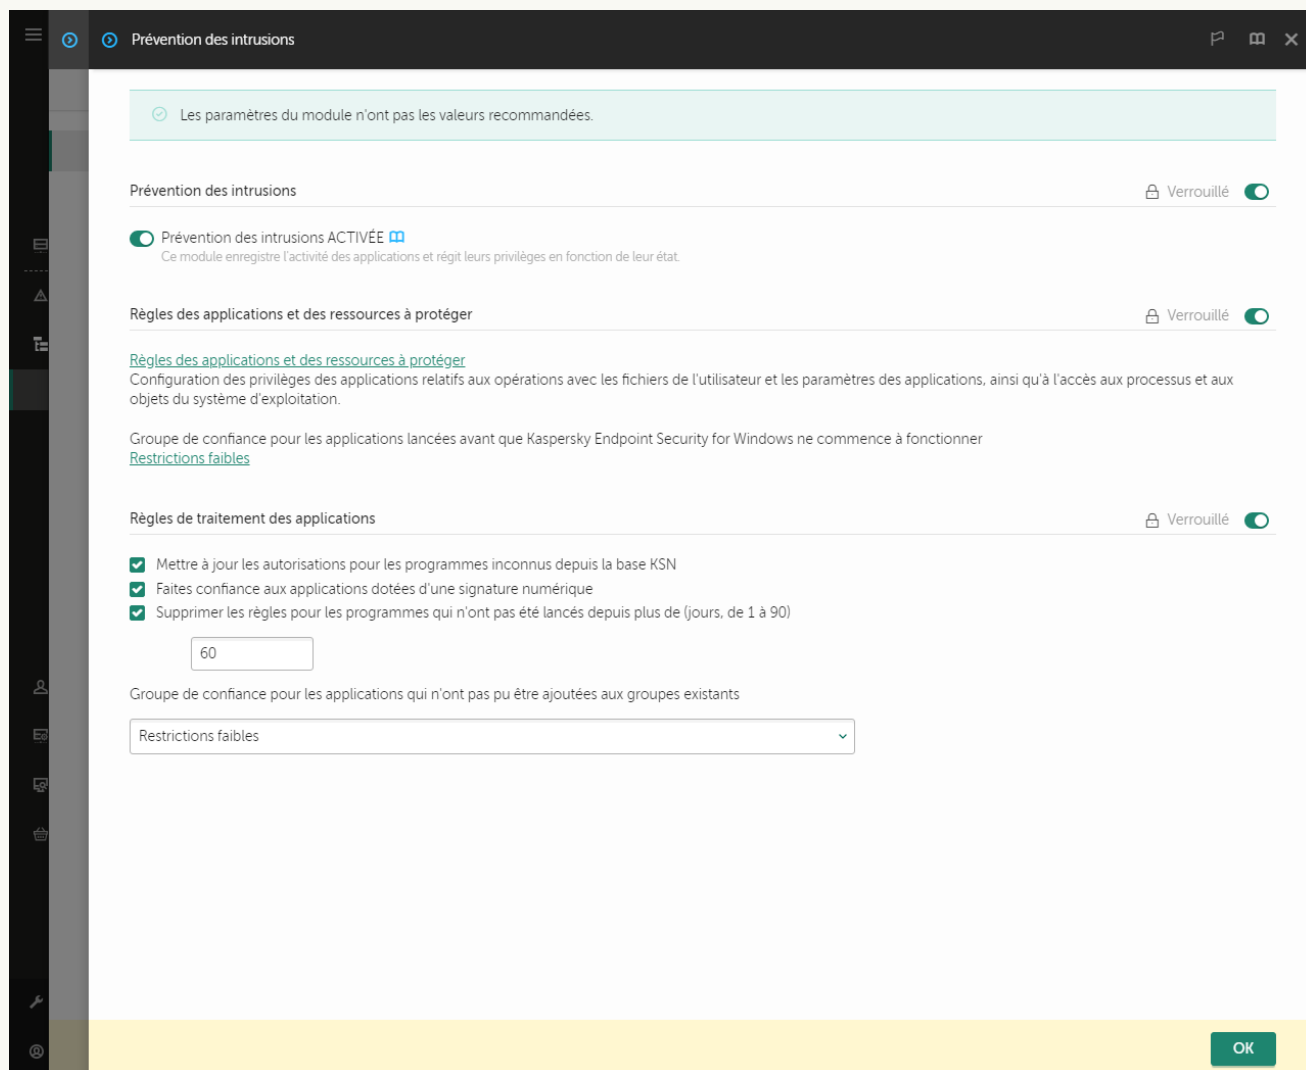 Prévention des intrusions
Les paramètres du module n'ont pas les valeurs recommandées.
Prévention des intrusions
Verrouillé
Prévention des intrusions ACTIVÉE
Ce module enregistre l'activité des applications et régit leurs privilèges en fonction de leur état.
Règles des applications et des ressources à protéger
Verrouillé
Règles des applications et des ressources à protéger
Configuration des privilèges des applications relatifs aux opérations avec les fichiers de l'utilisateur et les paramètres des applications, ainsi qu'à l'accès aux processus et aux
objets du système d'exploitation.
Groupe de confiance pour les applications lancées avant que Kaspersky Endpoint Security for Windows ne commence à fonctionner
Restrictions faibles
Règles de traitement des applications
Verrouillé
Mettre à jour les autorisations pour les programmes inconnus depuis la base KSN
Faites confiance aux applications dotées d'une signature numérique
Supprimer les règles pour les programmes qui n'ont pas été lancés depuis plus de (jours, de 1 à 90)
60
Groupe de confiance pour les applications qui n'ont pas pu être ajoutées aux groupes existants
Restrictions faibles
OK